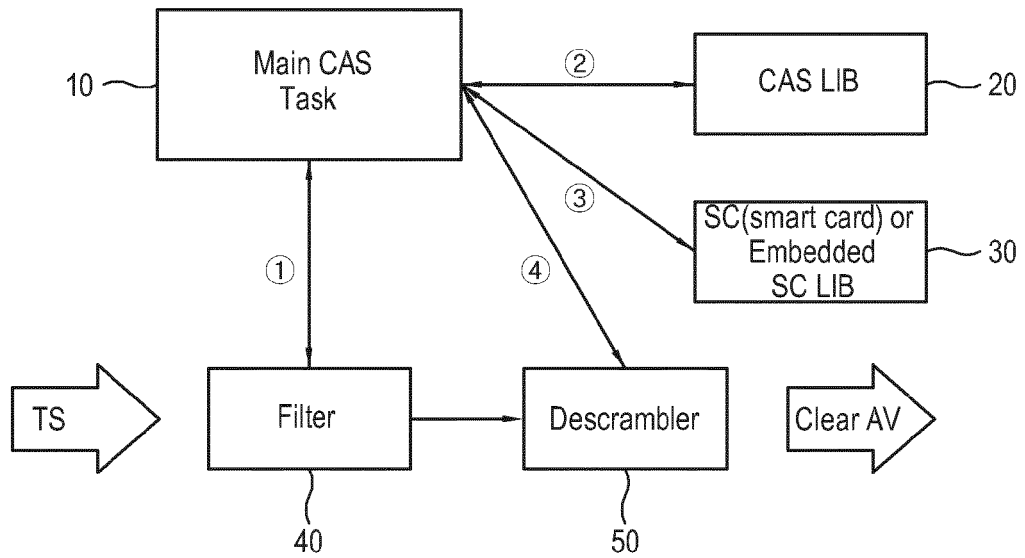 Main CAS
Task
10
②
CAS LIB
20
③
SC(smart card) or
Embedded
SC LIB
30
①
④
TS
Filter
Descrambler
Clear AV
40
50